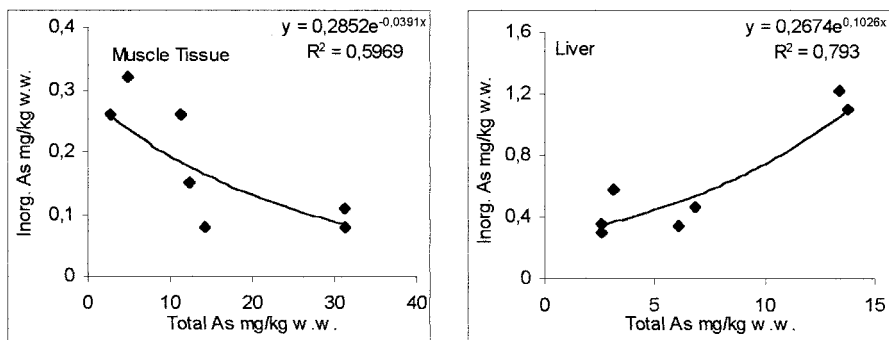 y = 0,2852e^-0,0391x
R² = 0,5969
Muscle Tissue
0,4
0,3
0,2
0,1
0
0 10 20 30 40
Inorg. As mg/kg w.w.
Total As mg/kg w .w .
y = 0,2674e^0,1026x
R² = 0,793
Liver
1,6
1,2
0,8
0,4
0
0 5 10 15
Inorg. As mg/kg w.w.
Total As mg/kg w .w .